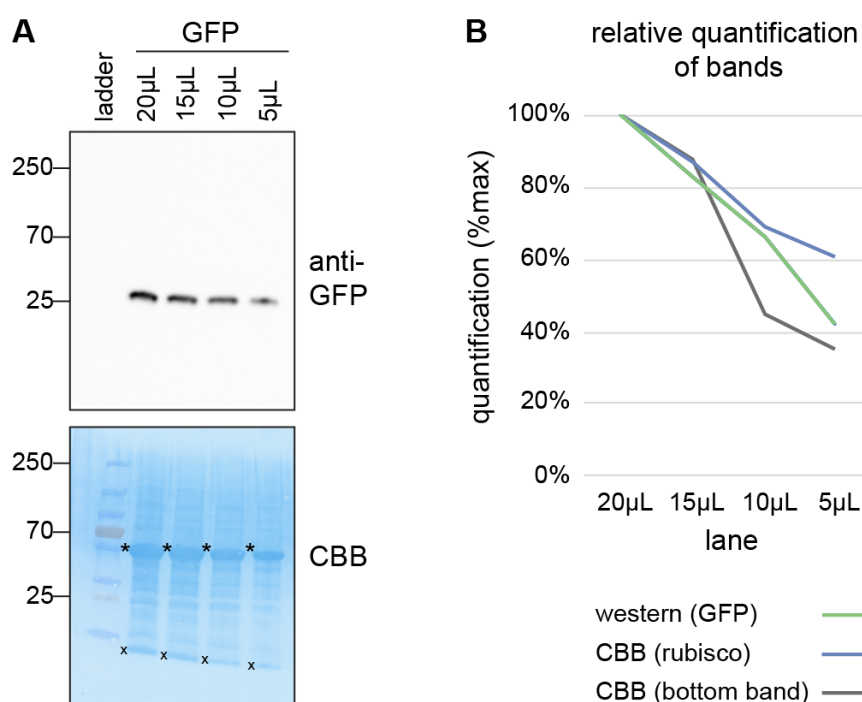 A
GFP
ladder
20µL
15µL
10µL
5µL
250
70
25
anti-
GFP
250
70
25
* * * *
x x x x
CBB
B
relative quantification
of bands
quantification (%max)
100%
80%
60%
40%
20%
0%
20µL 15µL 10µL 5µL
lane
western (GFP)
CBB (rubisco)
CBB (bottom band)